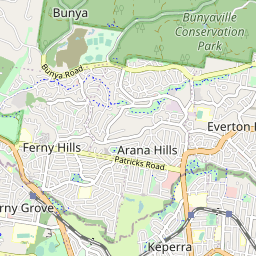 Bunya
Bunyaville
Conservation
Park
Bunya Road
Everton
Ferny Hills
Arana Hills
Patricks Road
rny Grove
Keperra